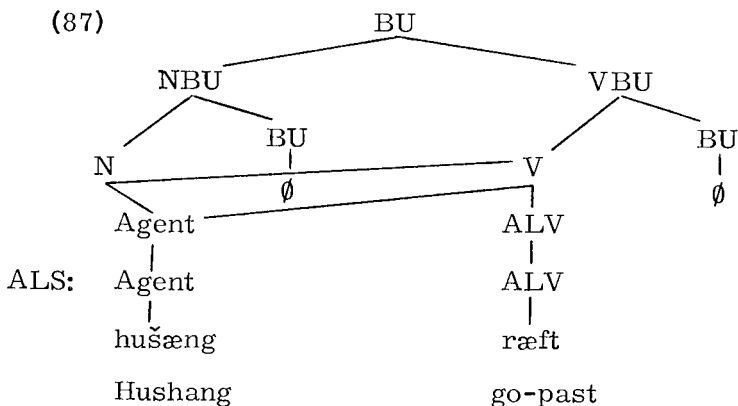 (87) BU
NBU VBU
BU BU
N V
Ø Ø
Agent ALV
ALS: Agent ALV
hušæng ræft
Hushang go-past